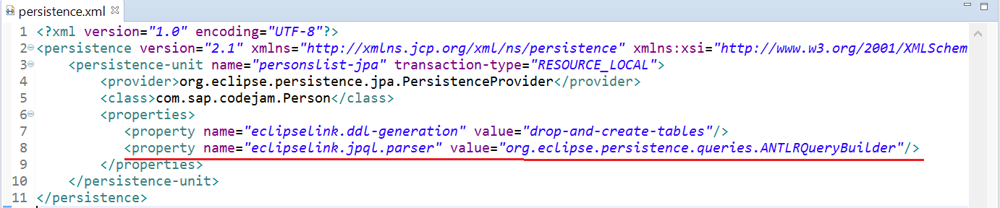 persistence.xml
1 <?xml version="1.0" encoding="UTF-8"?>
2 <persistence version="2.1" xmlns="http://xmlns.jcp.org/xml/ns/persistence" xmlns:xsi="http://www.w3.org/2001/XMLSchem
3 <persistence-unit name="personslist-jpa" transaction-type="RESOURCE_LOCAL">
4 <provider>org.eclipse.persistence.jpa.PersistenceProvider</provider>
5 <class>com.sap.codejam.Person</class>
6 <properties>
7 <property name="eclipselink.ddl-generation" value="drop-and-create-tables"/>
8 <property name="eclipselink.jpql.parser" value="org.eclipse.persistence.queries.ANTLRQueryBuilder"/>
9 </properties>
10 </persistence-unit>
11 </persistence>